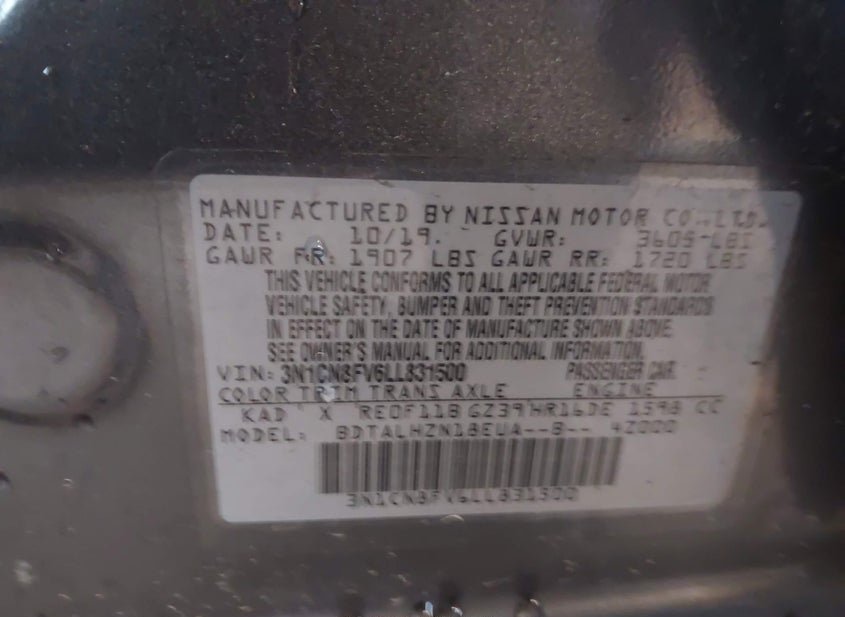 MANUFACTURED BY NISSAN MOTOR CO., LTD.
DATE: 10/19. GVWR: 3605-LBS
GAWR FR: 1907 LBS GAWR RR: 1720 LBS
THIS VEHICLE CONFORMS TO ALL APPLICABLE FEDERAL MOTOR
VEHICLE SAFETY, BUMPER AND THEFT PREVENTION STANDARDS
IN EFFECT ON THE DATE OF MANUFACTURE SHOWN ABOVE.
SEE OWNER'S MANUAL FOR ADDITIONAL INFORMATION.
VIN: 3N1CN8FV6LL831500 PASSENGER CAR
COLOR TRIM TRANS AXLE ENGINE
KAD X RE0F11B GZ39 HR16DE 1598 CC
MODEL: BDTALHZN18EUA--B-- 4Z000
3N1CN8FV6LL831500